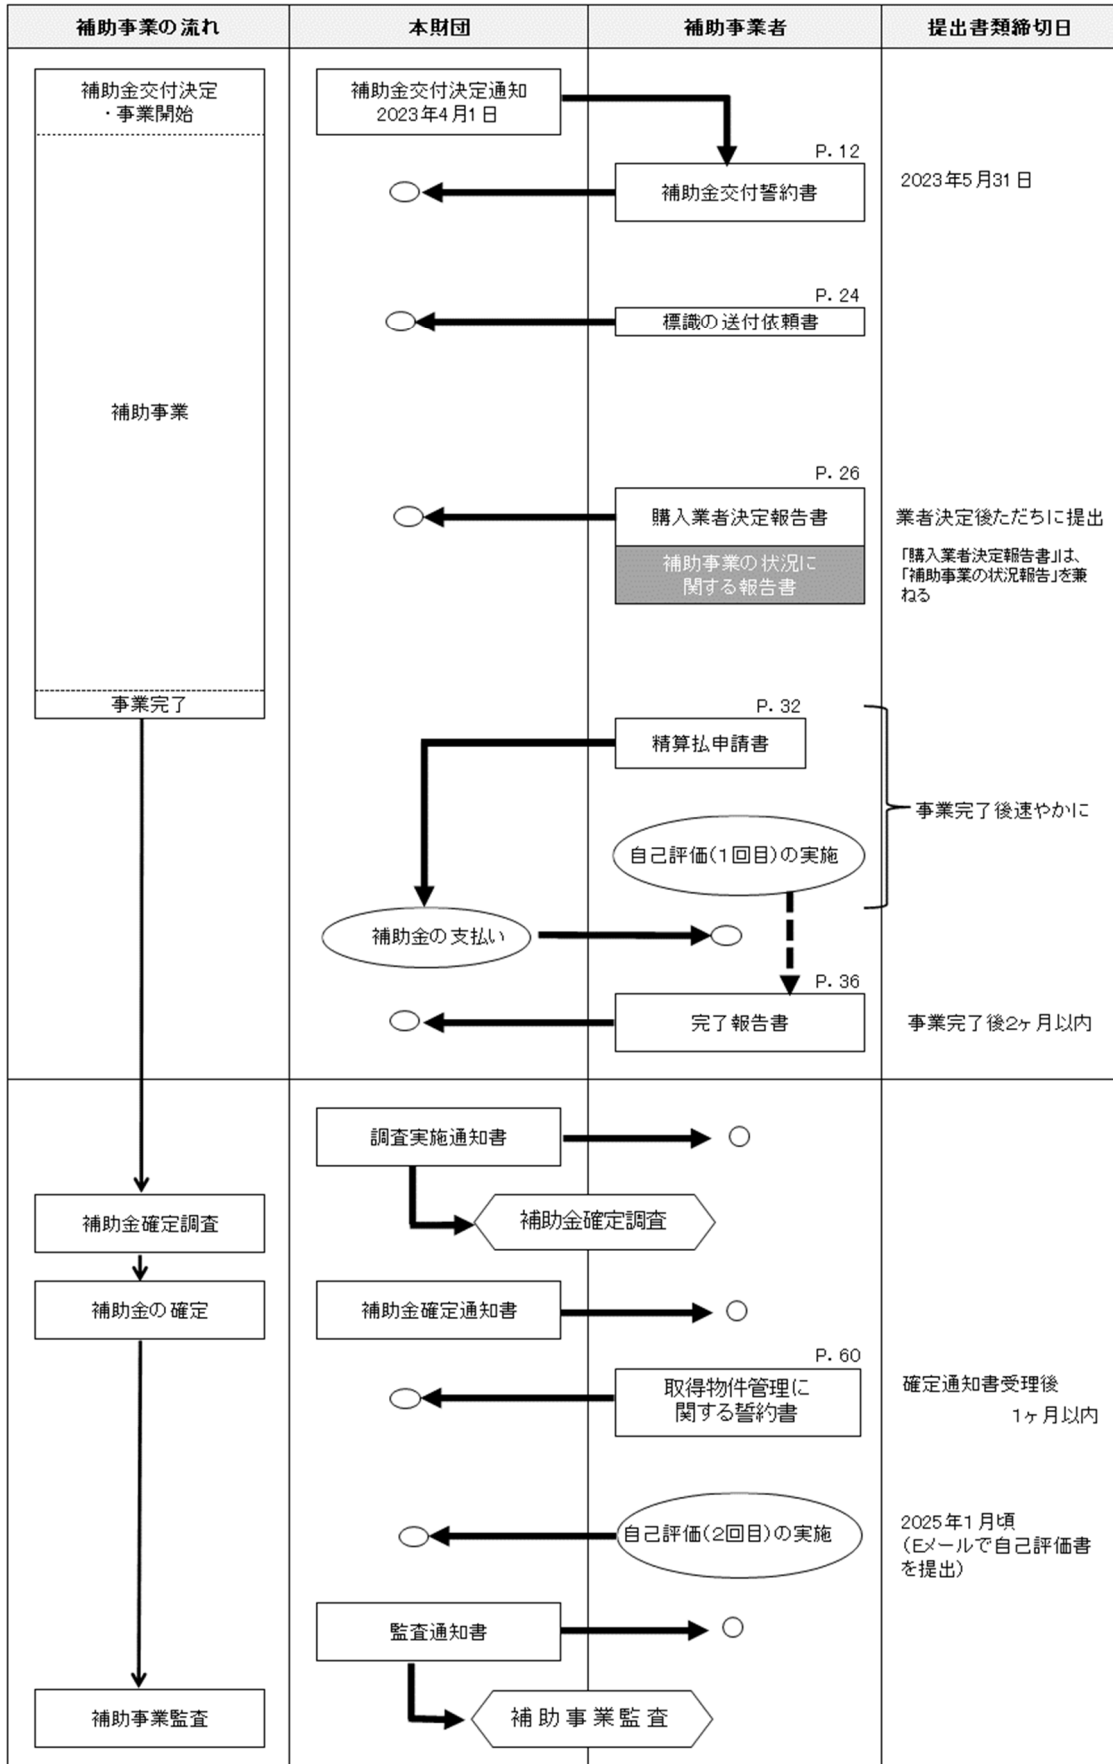 補助事業の流れ
本財団
補助事業者
提出書類締切日
補助金交付決定
・事業開始
補助金交付決定通知
2023年4月1日
P.12
補助金交付誓約書
2023年5月31日
P.24
標識の送付依頼書
補助事業
P.26
購入業者決定報告書
業者決定後ただちに提出
補助事業の状況に
関する報告書
「購入業者決定報告書」は、
「補助事業の状況報告」を兼
ねる
事業完了
P.32
精算払申請書
事業完了後速やかに
自己評価(1回目)の実施
補助金の支払い
P.36
完了報告書
事業完了後2ヶ月以内
調査実施通知書
補助金確定調査
補助金確定調査
補助金の確定
補助金確定通知書
P.60
取得物件管理に
関する誓約書
確定通知書受理後
1ヶ月以内
自己評価(2回目)の実施
2025年1月頃
(Eメールで自己評価書
を提出)
監査通知書
補助事業監査
補助事業監査